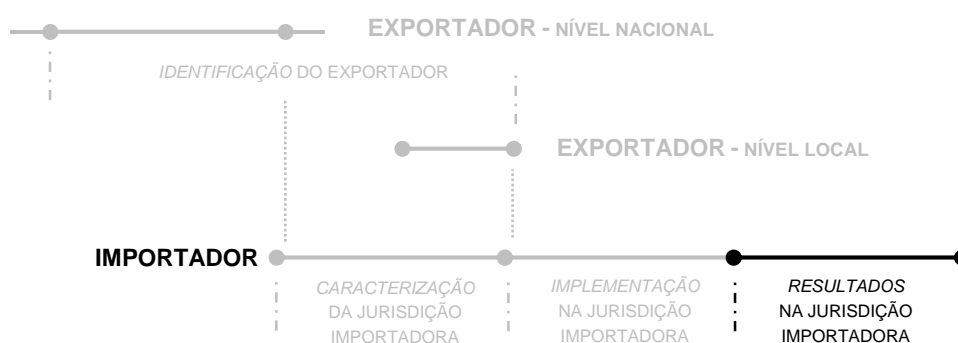 EXPORTADOR - NÍVEL NACIONAL
IDENTIFICAÇÃO DO EXPORTADOR
EXPORTADOR - NÍVEL LOCAL
IMPORTADOR
CARACTERIZAÇÃO
DA JURISDIÇÃO
IMPORTADORA
IMPLEMENTAÇÃO
NA JURISDIÇÃO
IMPORTADORA
RESULTADOS
NA JURISDIÇÃO
IMPORTADORA